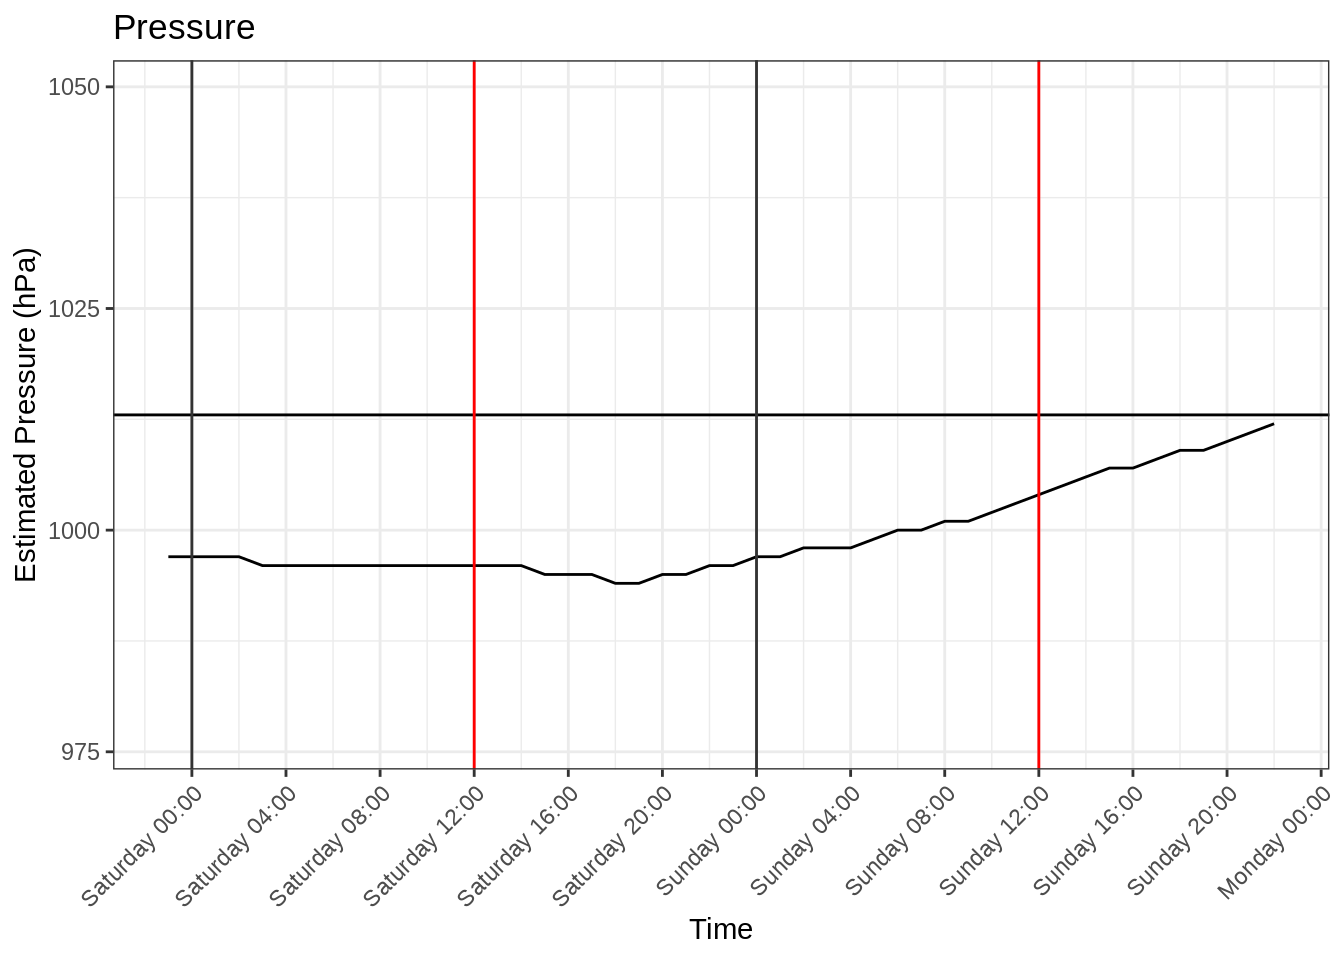 Pressure
1050
1025
1000
975
Estimated Pressure (hPa)
Saturday 00:00
Saturday 04:00
Saturday 08:00
Saturday 12:00
Saturday 16:00
Saturday 20:00
Sunday 00:00
Sunday 04:00
Sunday 08:00
Sunday 12:00
Sunday 16:00
Sunday 20:00
Monday 00:00
Time